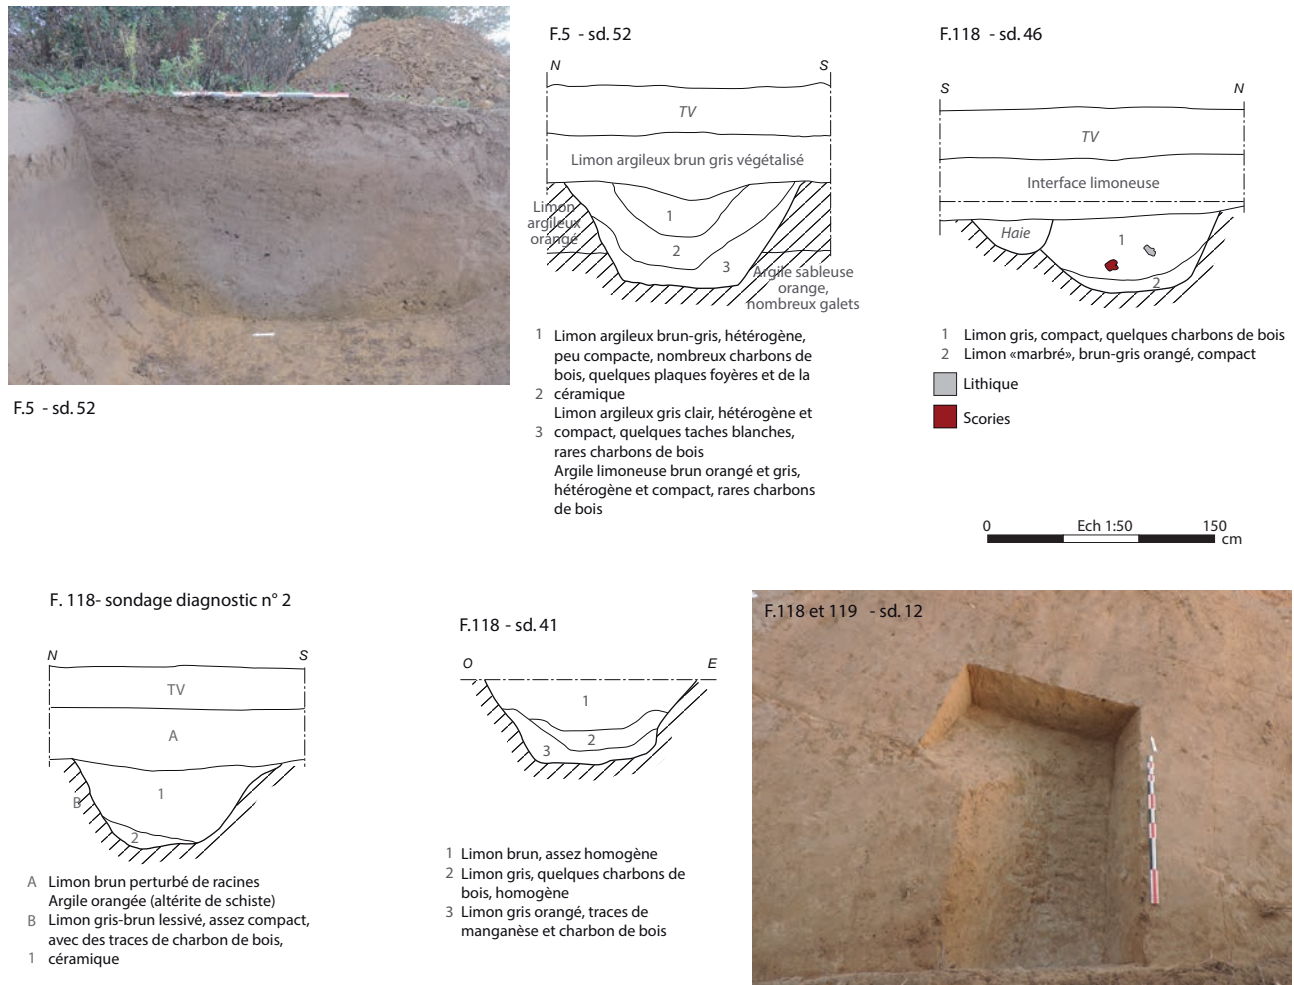 F.5 - sd. 52
F.5 - sd. 52
N
S
TV
Limon argileux brun gris végétalisé
Limon
argileux
orangé
1
2
3
Argile sableuse
orange,
nombreux galets
1 Limon argileux brun-gris, hétérogène,
peu compacte, nombreux charbons de
bois, quelques plaques foyères et de la
2 céramique
Limon argileux gris clair, hétérogène et
3 compact, quelques taches blanches,
rares charbons de bois
Argile limoneuse brun orangé et gris,
hétérogène et compact, rares charbons
de bois
F.118 - sd. 46
S
N
TV
Interface limoneuse
Haie
1
2
1 Limon gris, compact, quelques charbons de bois
2 Limon «marbré», brun-gris orangé, compact
Lithique
Scories
0 Ech 1:50 150
cm
F. 118- sondage diagnostic n° 2
N
S
TV
A
1
B
2
A Limon brun perturbé de racines
Argile orangée (altérite de schiste)
B Limon gris-brun lessivé, assez compact,
avec des traces de charbon de bois,
1 céramique
F.118 - sd. 41
O
E
1
2
3
1 Limon brun, assez homogène
2 Limon gris, quelques charbons de
bois, homogène
3 Limon gris orangé, traces de
manganèse et charbon de bois
F.118 et 119 - sd. 12